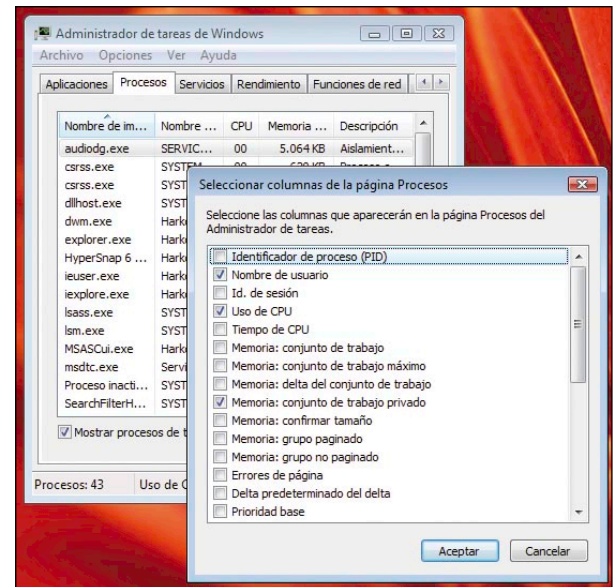 Administrador de tareas de Windows
Archivo Opciones Ver Ayuda
Aplicaciones Procesos Servicios Rendimiento Funciones de red
Nombre de im... Nombre ... CPU Memoria ... Descripción
audiodg.exe SERVIC... 00 5.064 KB Aislamient...
csrss.exe SYSTEM 00
csrss.exe SYST
dllhost.exe SYST
dwm.exe Hark
explorer.exe Hark
HyperSnap 6 ... Hark
ieuser.exe Hark
iexplore.exe Hark
lsass.exe SYST
lsm.exe SYST
MSASCui.exe Hark
msdtc.exe Servi
Proceso inacti... SYST
SearchFilterH... SYST
Mostrar procesos de t
Procesos: 43 Uso de C
Seleccionar columnas de la página Procesos
Seleccione las columnas que aparecerán en la página Procesos del
Administrador de tareas.
Identificador de proceso (PID)
Nombre de usuario
Id. de sesión
Uso de CPU
Tiempo de CPU
Memoria: conjunto de trabajo
Memoria: conjunto de trabajo máximo
Memoria: delta del conjunto de trabajo
Memoria: conjunto de trabajo privado
Memoria: confirmar tamaño
Memoria: grupo paginado
Memoria: grupo no paginado
Errores de página
Delta predeterminado del delta
Prioridad base
Aceptar Cancelar